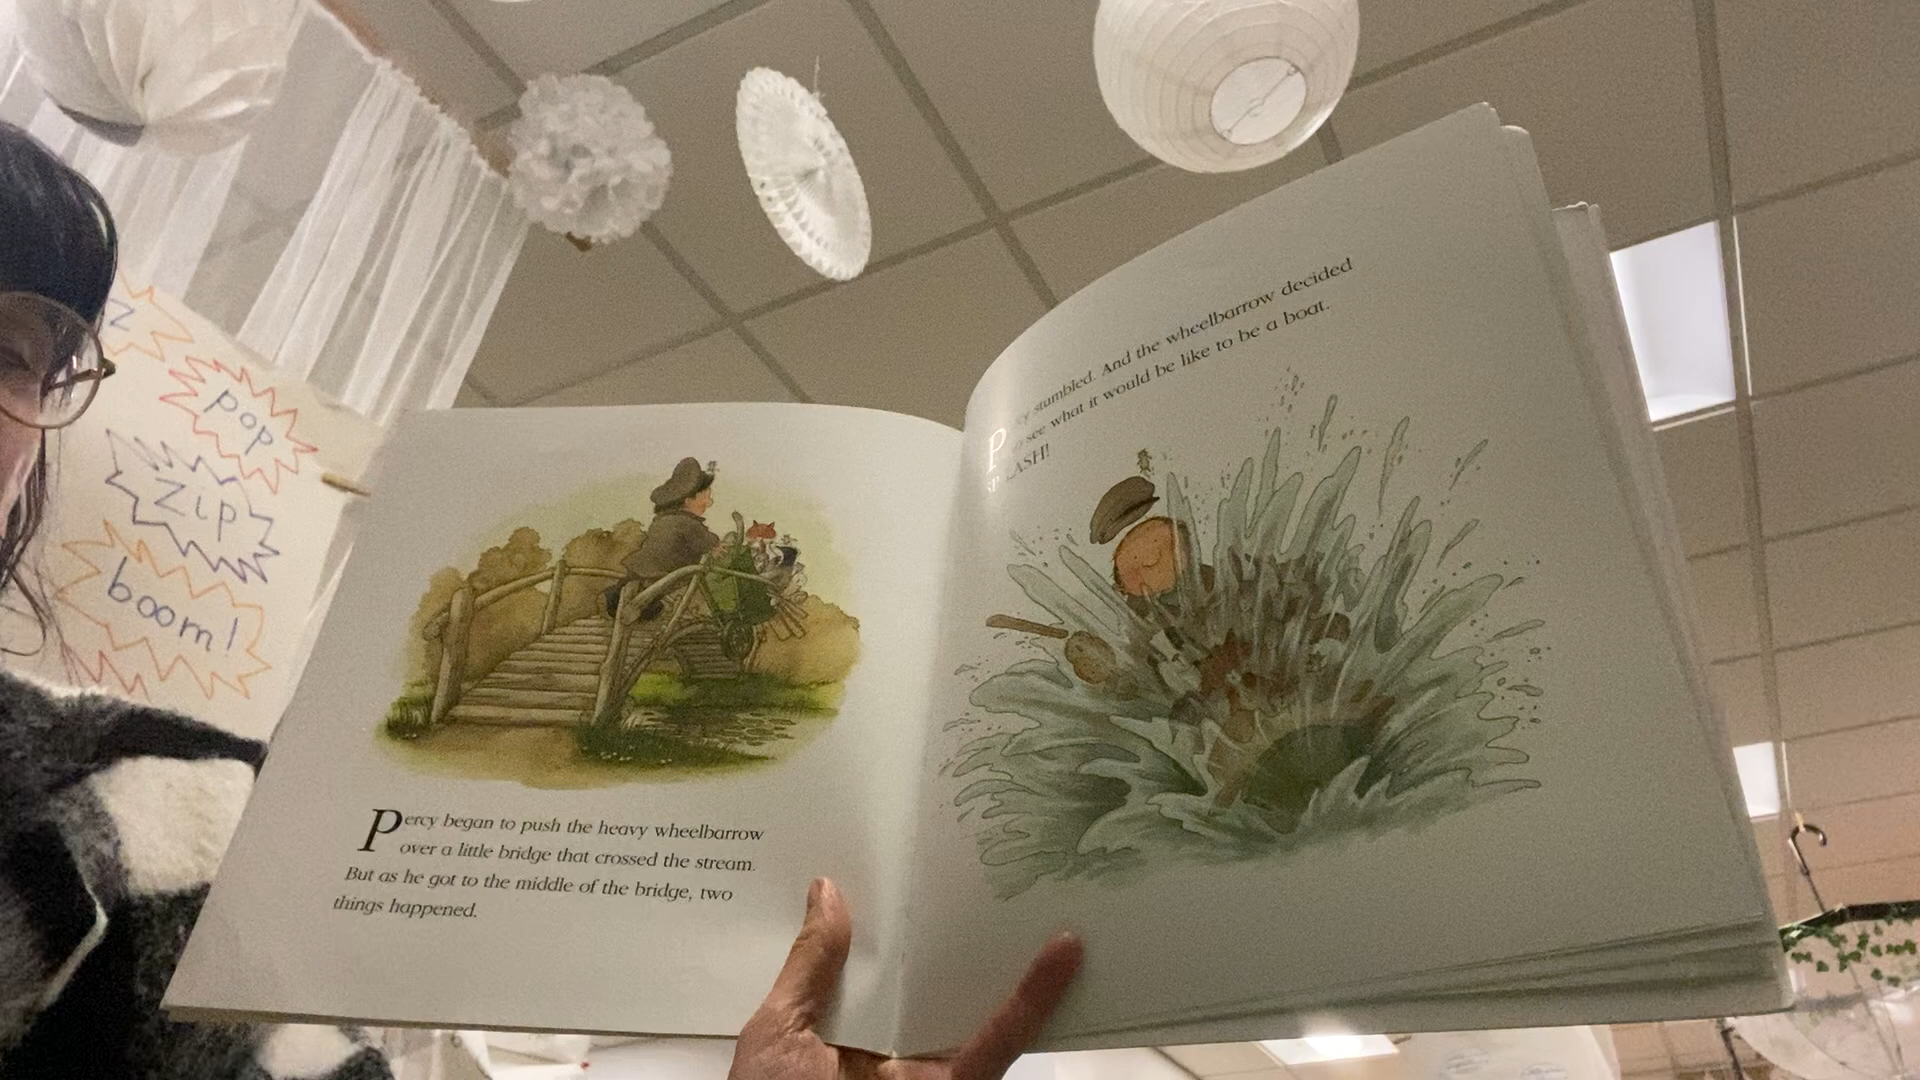 z
pop
zip
boom!
Percy began to push the heavy wheelbarrow
over a little bridge that crossed the stream.
But as he got to the middle of the bridge, two
things happened.
stumbled. And the wheelbarrow decided
see what it would be like to be a boat.
SPLASH!